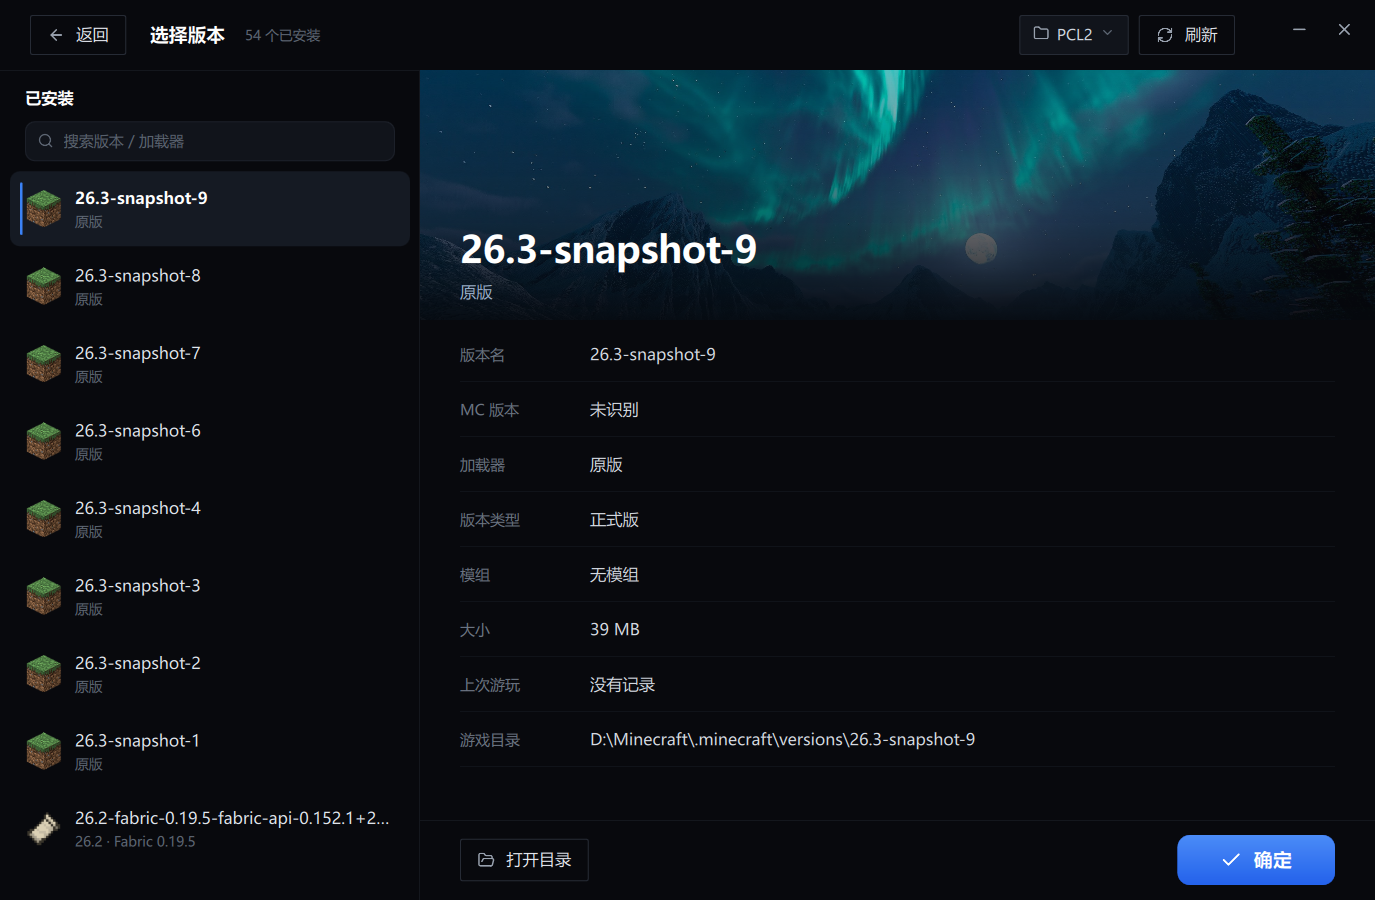 返回
选择版本
54 个已安装
PCL2
刷新
已安装
搜索版本 / 加载器
26.3-snapshot-9
原版
26.3-snapshot-8
原版
26.3-snapshot-7
原版
26.3-snapshot-6
原版
26.3-snapshot-4
原版
26.3-snapshot-3
原版
26.3-snapshot-2
原版
26.3-snapshot-1
原版
26.2-fabric-0.19.5-fabric-api-0.152.1+2...
26.2 · Fabric 0.19.5
26.3-snapshot-9
原版
版本名 26.3-snapshot-9
MC 版本 未识别
加载器 原版
版本类型 正式版
模组 无模组
大小 39 MB
上次游玩 没有记录
游戏目录 D:\Minecraft\.minecraft\versions\26.3-snapshot-9
打开目录
确定